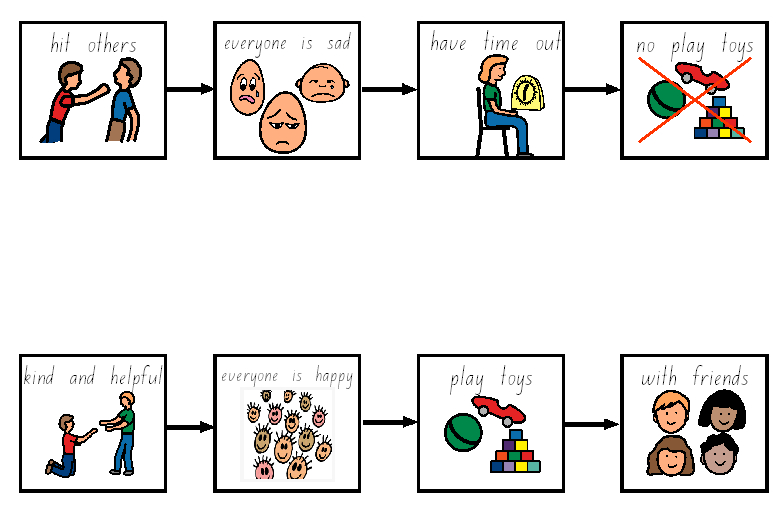 hit others
everyone is sad
have time out
no play toys
kind and helpful
everyone is happy
play toys
with friends